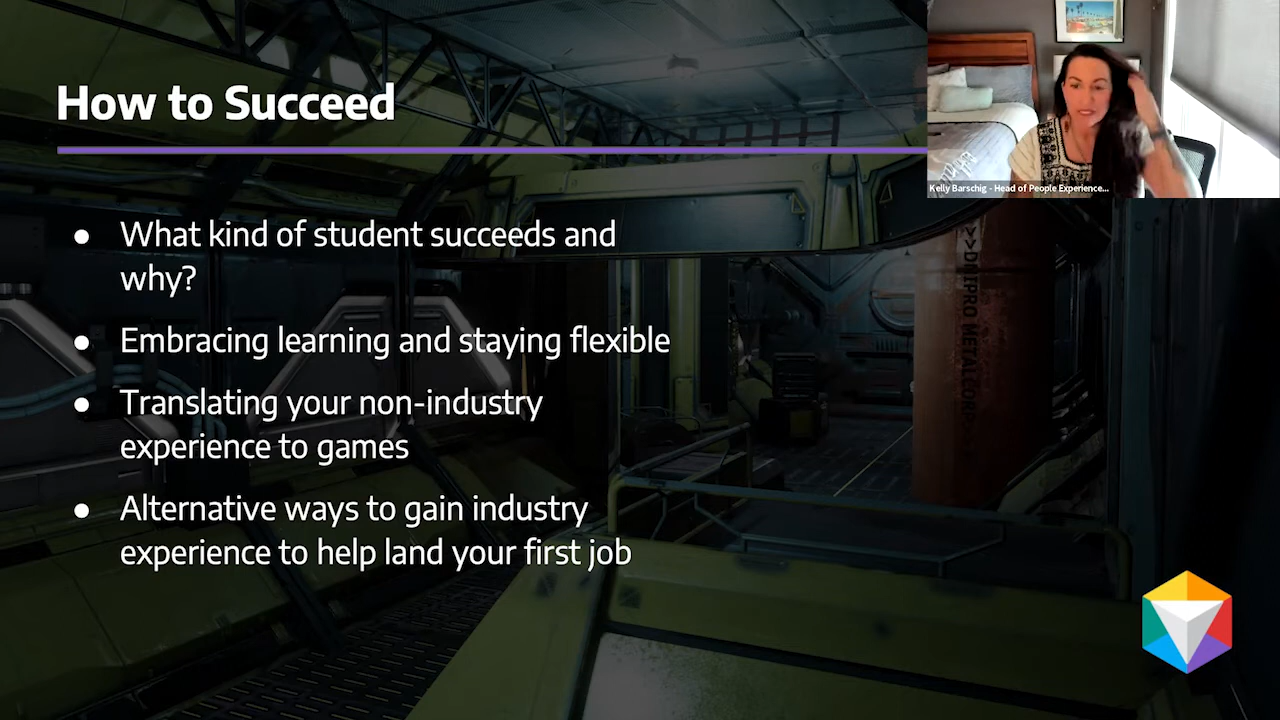 How to Succeed
Kelly Barschig - Head of People Experience...
● What kind of student succeeds and
why?
● Embracing learning and staying flexible
● Translating your non-industry
experience to games
● Alternative ways to gain industry
experience to help land your first job
DNIPRO METALCORP